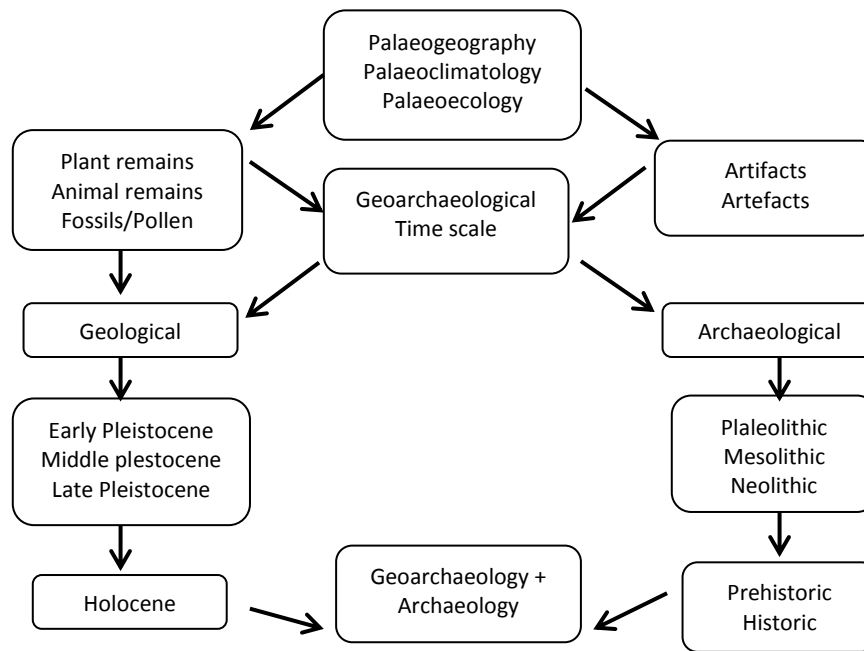 Palaeogeography
Palaeoclimatology
Palaeoecology
Plant remains
Animal remains
Fossils/Pollen
Geoarchaeological
Time scale
Artifacts
Artefacts
Geological
Archaeological
Early Pleistocene
Middle plestocene
Late Pleistocene
Plaleolithic
Mesolithic
Neolithic
Holocene
Geoarchaeology +
Archaeology
Prehistoric
Historic